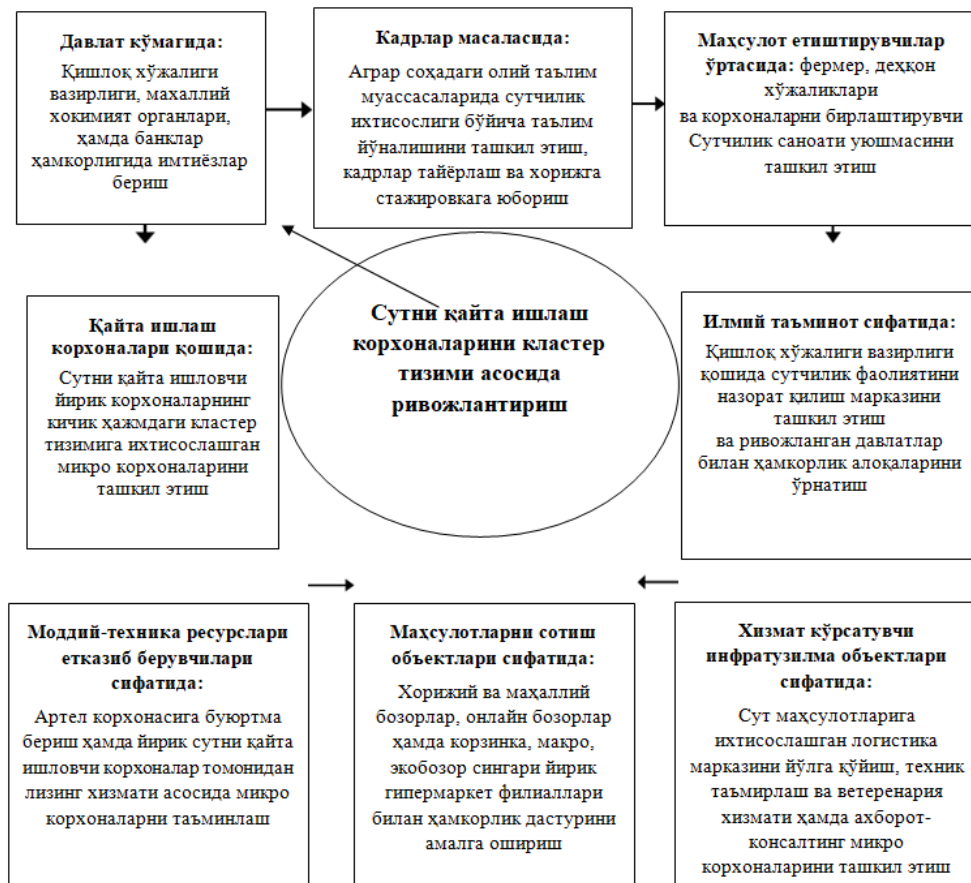 Давлат кўмагида:
Қишлоқ хўжалиги
вазирлиги, махаллий
хокимият органлари,
ҳамда банклар
ҳамкорлигида имтиёзлар
бериш
Кадрлар масаласида:
Аграр соҳадаги олий таълим
муассасаларида сутчилик
ихтисослиги бўйича таълим
йўналишини ташкил этиш,
кадрлар тайёрлаш ва хорижга
стажировкага юбориш
Маҳсулот етиштирувчилар
ўртасида: фермер, деҳқон
хўжаликлари
ва корхоналарни бирлаштирувчи
Сутчилик саноати уюшмасини
ташкил этиш
Қайта ишлаш
корхоналари қошида:
Сутни қайта ишловчи
йирик корхоналарнинг
кичик ҳажмдаги кластер
тизимига ихтисослашган
микро корхоналарини
ташкил этиш
Сутни қайта ишлаш
корхоналарини кластер
тизими асосида
ривожлантириш
Илмий таъминот сифатида:
Қишлоқ хўжалиги вазирлиги
қошида сутчилик фаолиятини
назорат қилиш марказини
ташкил этиш
ва ривожланган давлатлар
билан ҳамкорлик алоқаларини
ўрнатиш
Моддий-техника ресурслари
етказиб берувчилари
сифатида:
Артел корхонасига буюртма
бериш ҳамда йирик сутни қайта
ишловчи корхоналар томонидан
лизинг хизмати асосида микро
корхоналарни таъминлаш
Маҳсулотларни сотиш
объектлари сифатида:
Хорижий ва маҳаллий
бозорлар, онлайн бозорлар
ҳамда корзинка, макро,
экобозор сингари йирик
гипермаркет филиаллари
билан ҳамкорлик дастурини
амалга ошириш
Хизмат кўрсатувчи
инфратузилма объектлари
сифатида:
Сут маҳсулотларига
ихтисослашган логистика
марказини йўлга қўйиш, техник
таъмирлаш ва ветеренария
хизмати ҳамда ахборот-
консалтинг микро
корхоналарини ташкил этиш